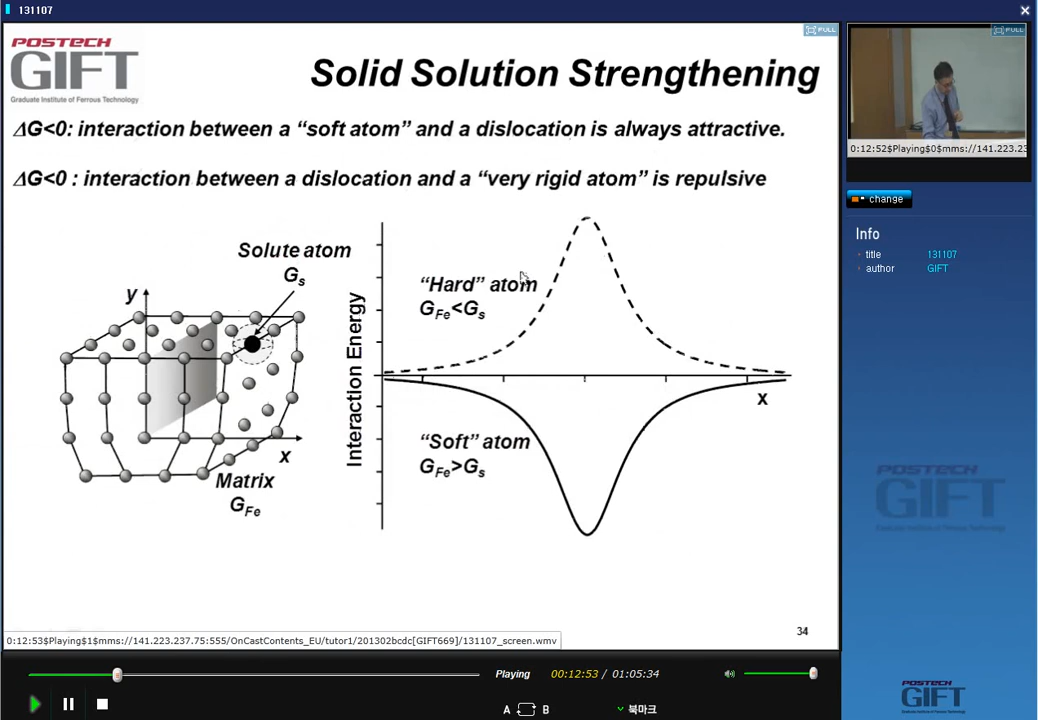 131107
POSTECH
GIFT
Graduate Institute of Ferrous Technology
FULL
Solid Solution Strengthening
ΔG<0: interaction between a “soft atom” and a dislocation is always attractive.
ΔG<0 : interaction between a dislocation and a “very rigid atom” is repulsive
Solute atom
Gs
y
x
Matrix
GFe
Interaction Energy
“Hard” atom
GFe<Gs
x
“Soft” atom
GFe>Gs
34
0:12:53$Playing$1$mms://141.223.237.75:555/OnCastContents_EU/tutor1/201302bcdc[GIFT669]/131107_screen.wmv
Playing
00:12:53 / 01:05:34
A B
북마크
FULL
0:12:52$Playing$0$mms://141.223.23
change
Info
title 131107
author GIFT
POSTECH
GIFT
POSTECH
GIFT